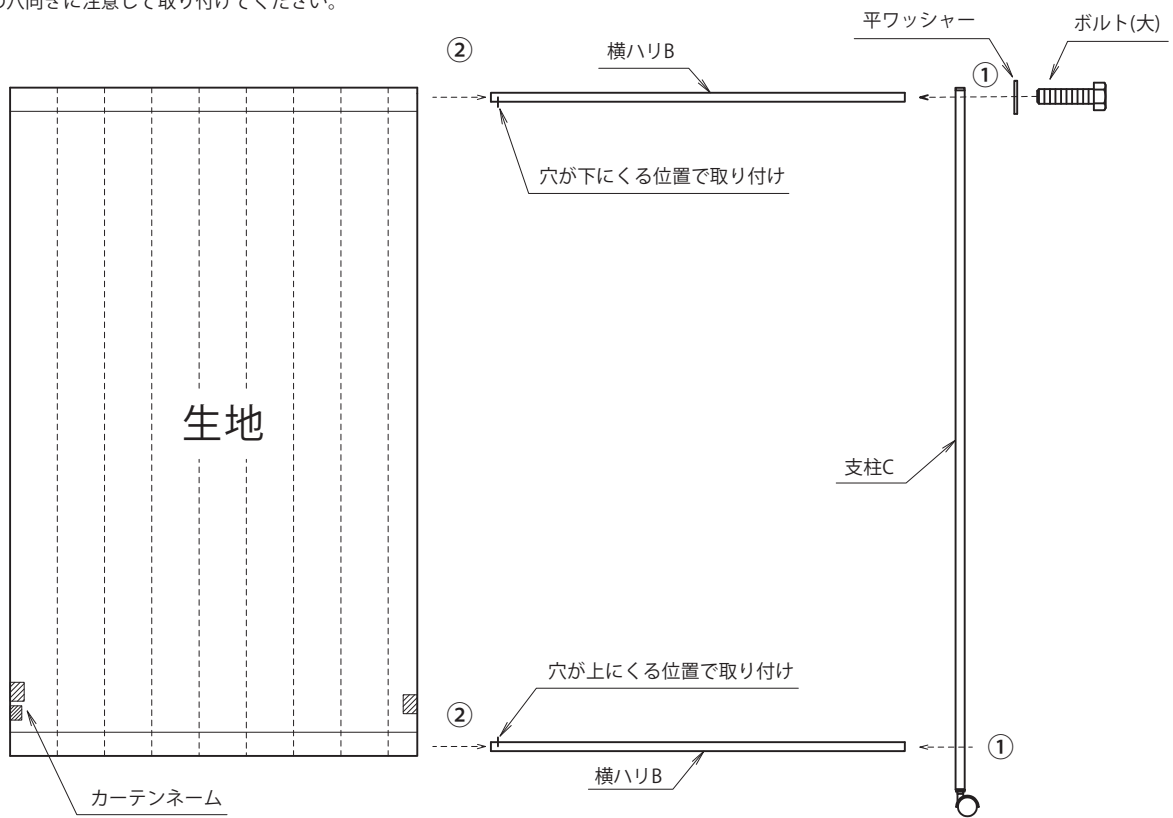 の穴向きに注意して取り付けてください。
平ワッシャー
ボルト(大)
②
横ハリB
①
穴が下にくる位置で取り付け
生地
支柱C
穴が上にくる位置で取り付け
②
①
横ハリB
カーテンネーム